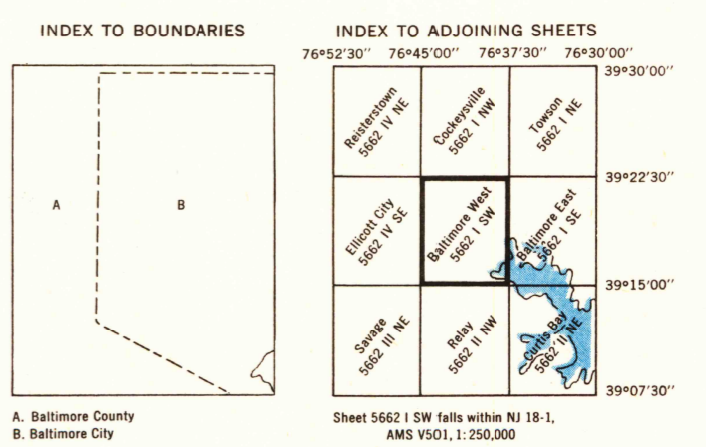 INDEX TO BOUNDARIES
A
B
A. Baltimore County
B. Baltimore City
INDEX TO ADJOINING SHEETS
76°52'30" 76°45'00" 76°37'30" 76°30'00"
39°30'00"
Reisterstown
5662 IV NE
Cockeysville
5662 I NW
Towson
5662 I NE
39°22'30"
Ellicott City
5662 IV SE
Baltimore West
5662 I SW
Baltimore East
5662 I SE
39°15'00"
Savage
5662 III NE
Relay
5662 II NW
Curtis Bay
5662 II NE
39°07'30"
Sheet 5662 I SW falls within NJ 18-1,
AMS V501, 1:250,000